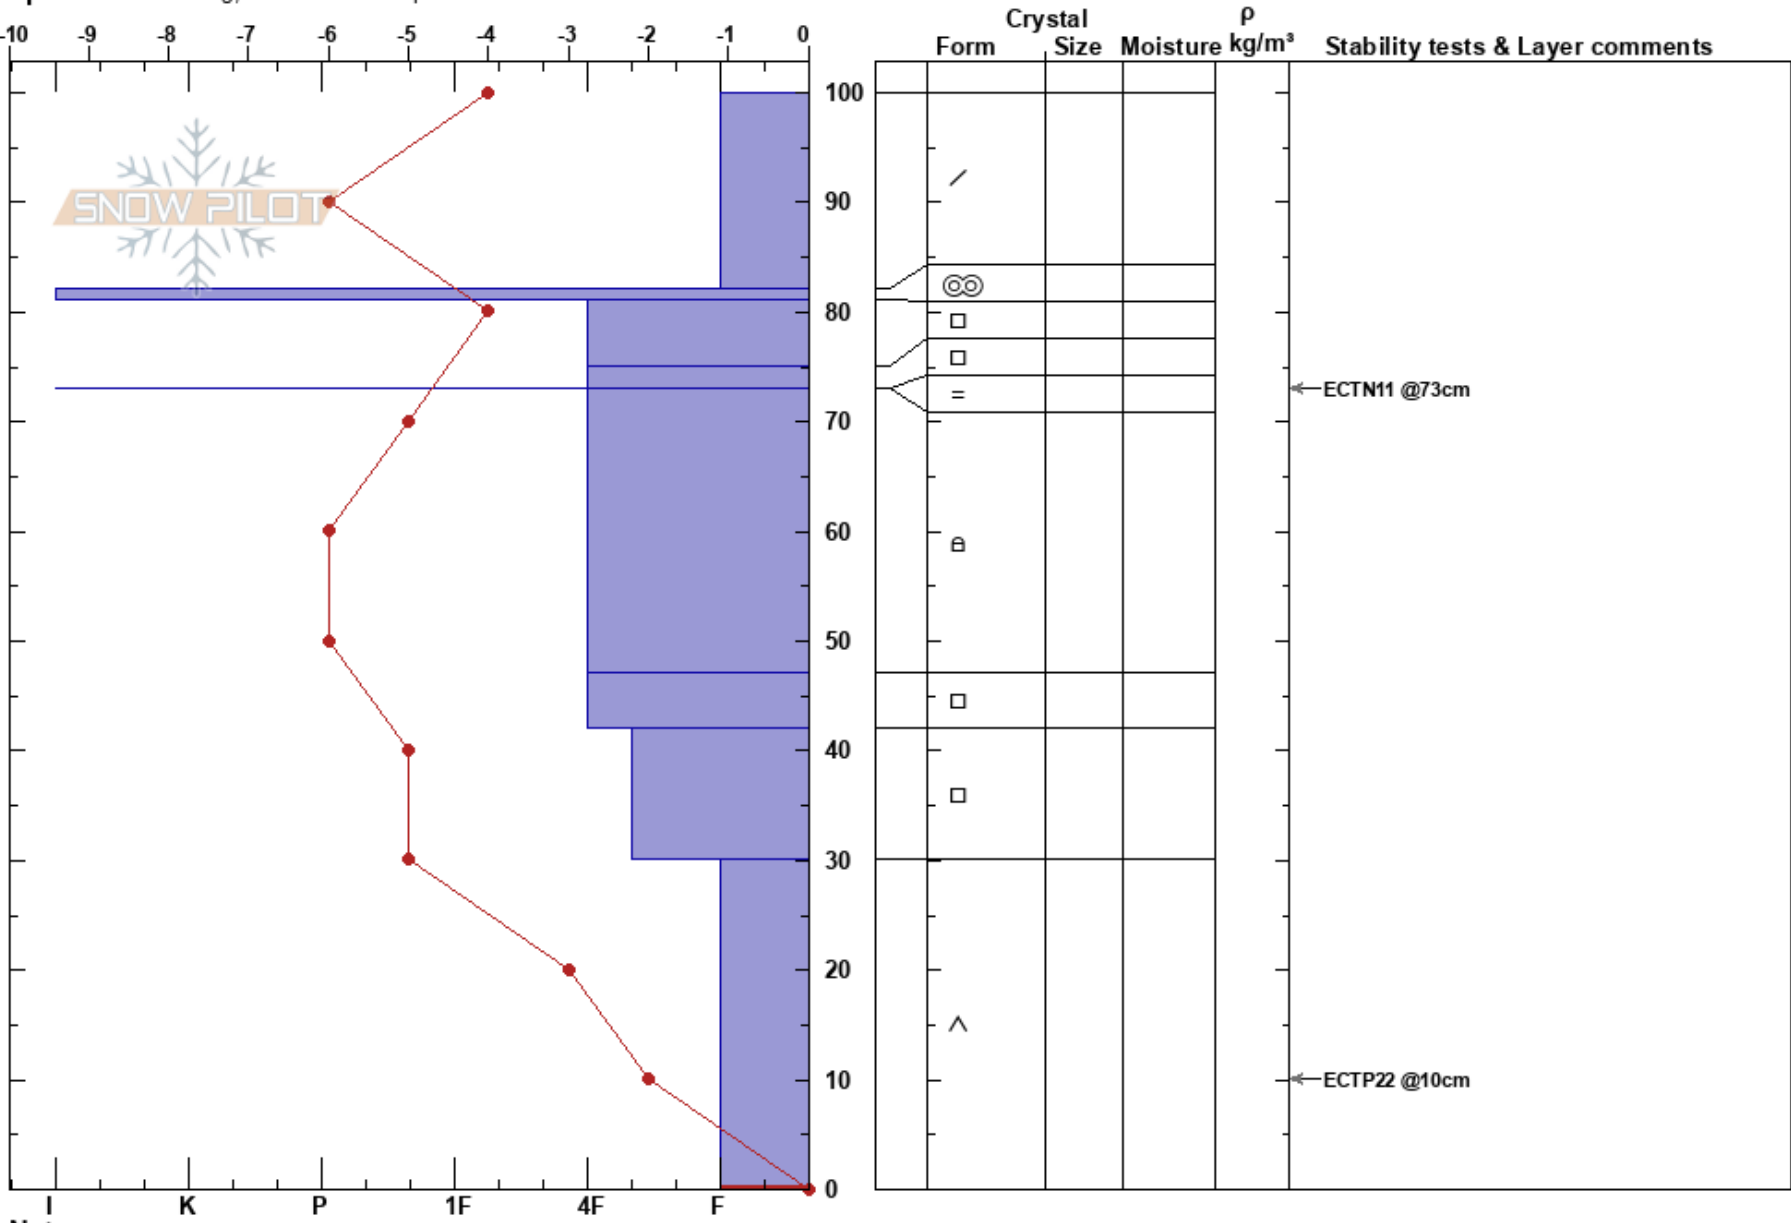 Crystal ρ
-10 -9 -8 -7 -6 -5 -4 -3 -2 -1 0
Form Size Moisture kg/m³ Stability tests & Layer comments
100
SNOW PILOT
90
80
ECTN11 @73cm
70
60
50
40
30
20
10
ECTP22 @10cm
0
I K P 1F 4F F